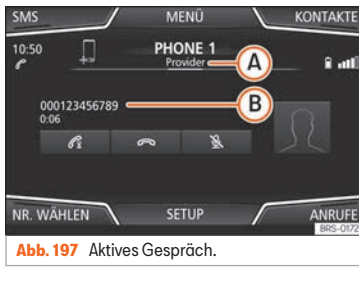 SMS MENÜ KONTAKTE
10:50 PHONE 1
Provider A
000123456789 B
0:06
NR. WÄHLEN SETUP ANRUFE
BRS-0172
Abb. 197 Aktives Gespräch.